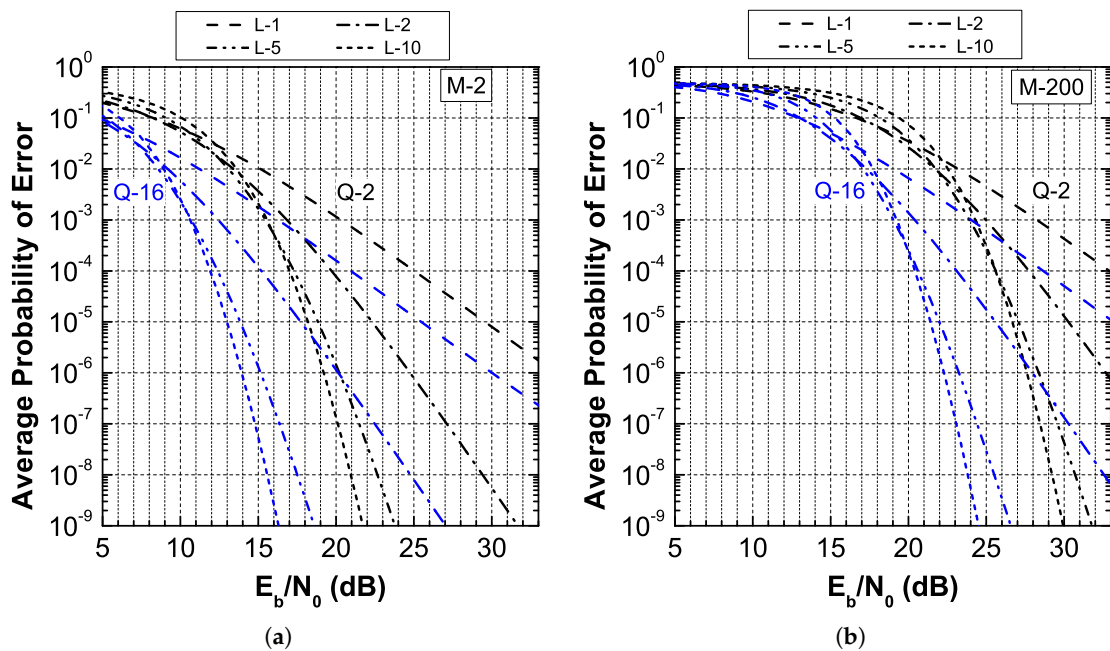 L-1 L-2
L-5 L-10
M-2
Average Probability of Error
10^0
10^-1
10^-2
10^-3
10^-4
10^-5
10^-6
10^-7
10^-8
10^-9
Q-16
Q-2
5 10 15 20 25 30
E_b/N_0 (dB)
(a)
L-1 L-2
L-5 L-10
M-200
Average Probability of Error
10^0
10^-1
10^-2
10^-3
10^-4
10^-5
10^-6
10^-7
10^-8
10^-9
Q-16
Q-2
5 10 15 20 25 30
E_b/N_0 (dB)
(b)